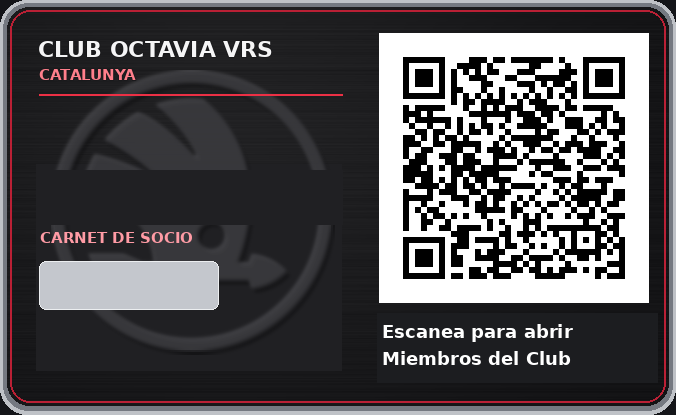 CLUB OCTAVIA VRS
CATALUNYA
CARNET DE SOCIO
Escanea para abrir
Miembros del Club